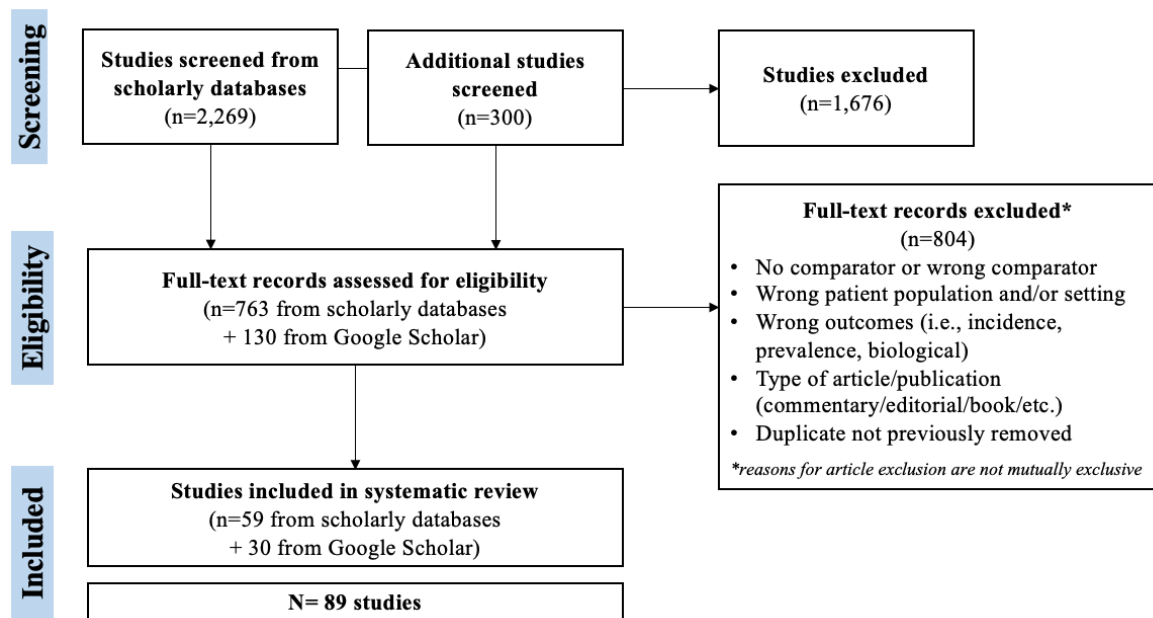 Screening
Studies screened from
scholarly databases
(n=2,269)
Additional studies
screened
(n=300)
Studies excluded
(n=1,676)
Eligibility
Full-text records assessed for eligibility
(n=763 from scholarly databases
+ 130 from Google Scholar)
Full-text records excluded*
(n=804)
• No comparator or wrong comparator
• Wrong patient population and/or setting
• Wrong outcomes (i.e., incidence,
prevalence, biological)
• Type of article/publication
(commentary/editorial/book/etc.)
• Duplicate not previously removed
*reasons for article exclusion are not mutually exclusive
Included
Studies included in systematic review
(n=59 from scholarly databases
+ 30 from Google Scholar)
N= 89 studies